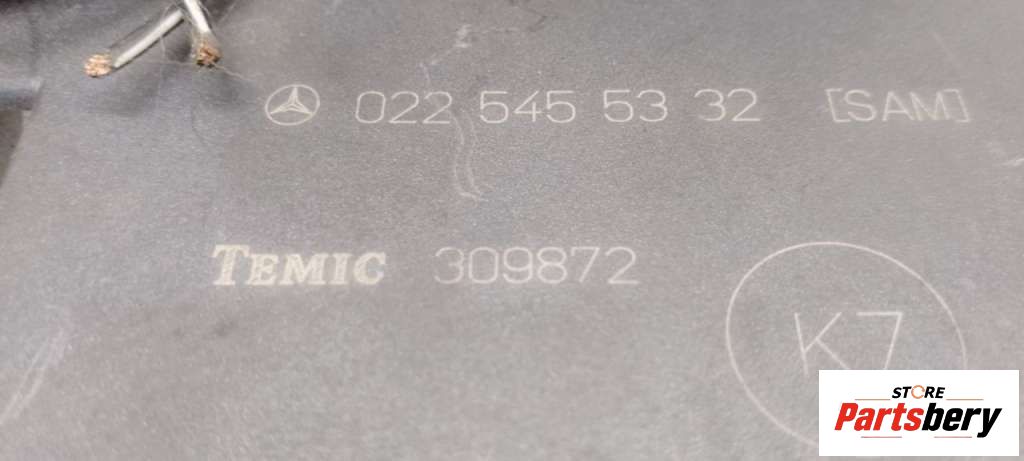 022 545 53 32 [SAM]
TEMIC 309872
K7
STORE
Partsbery